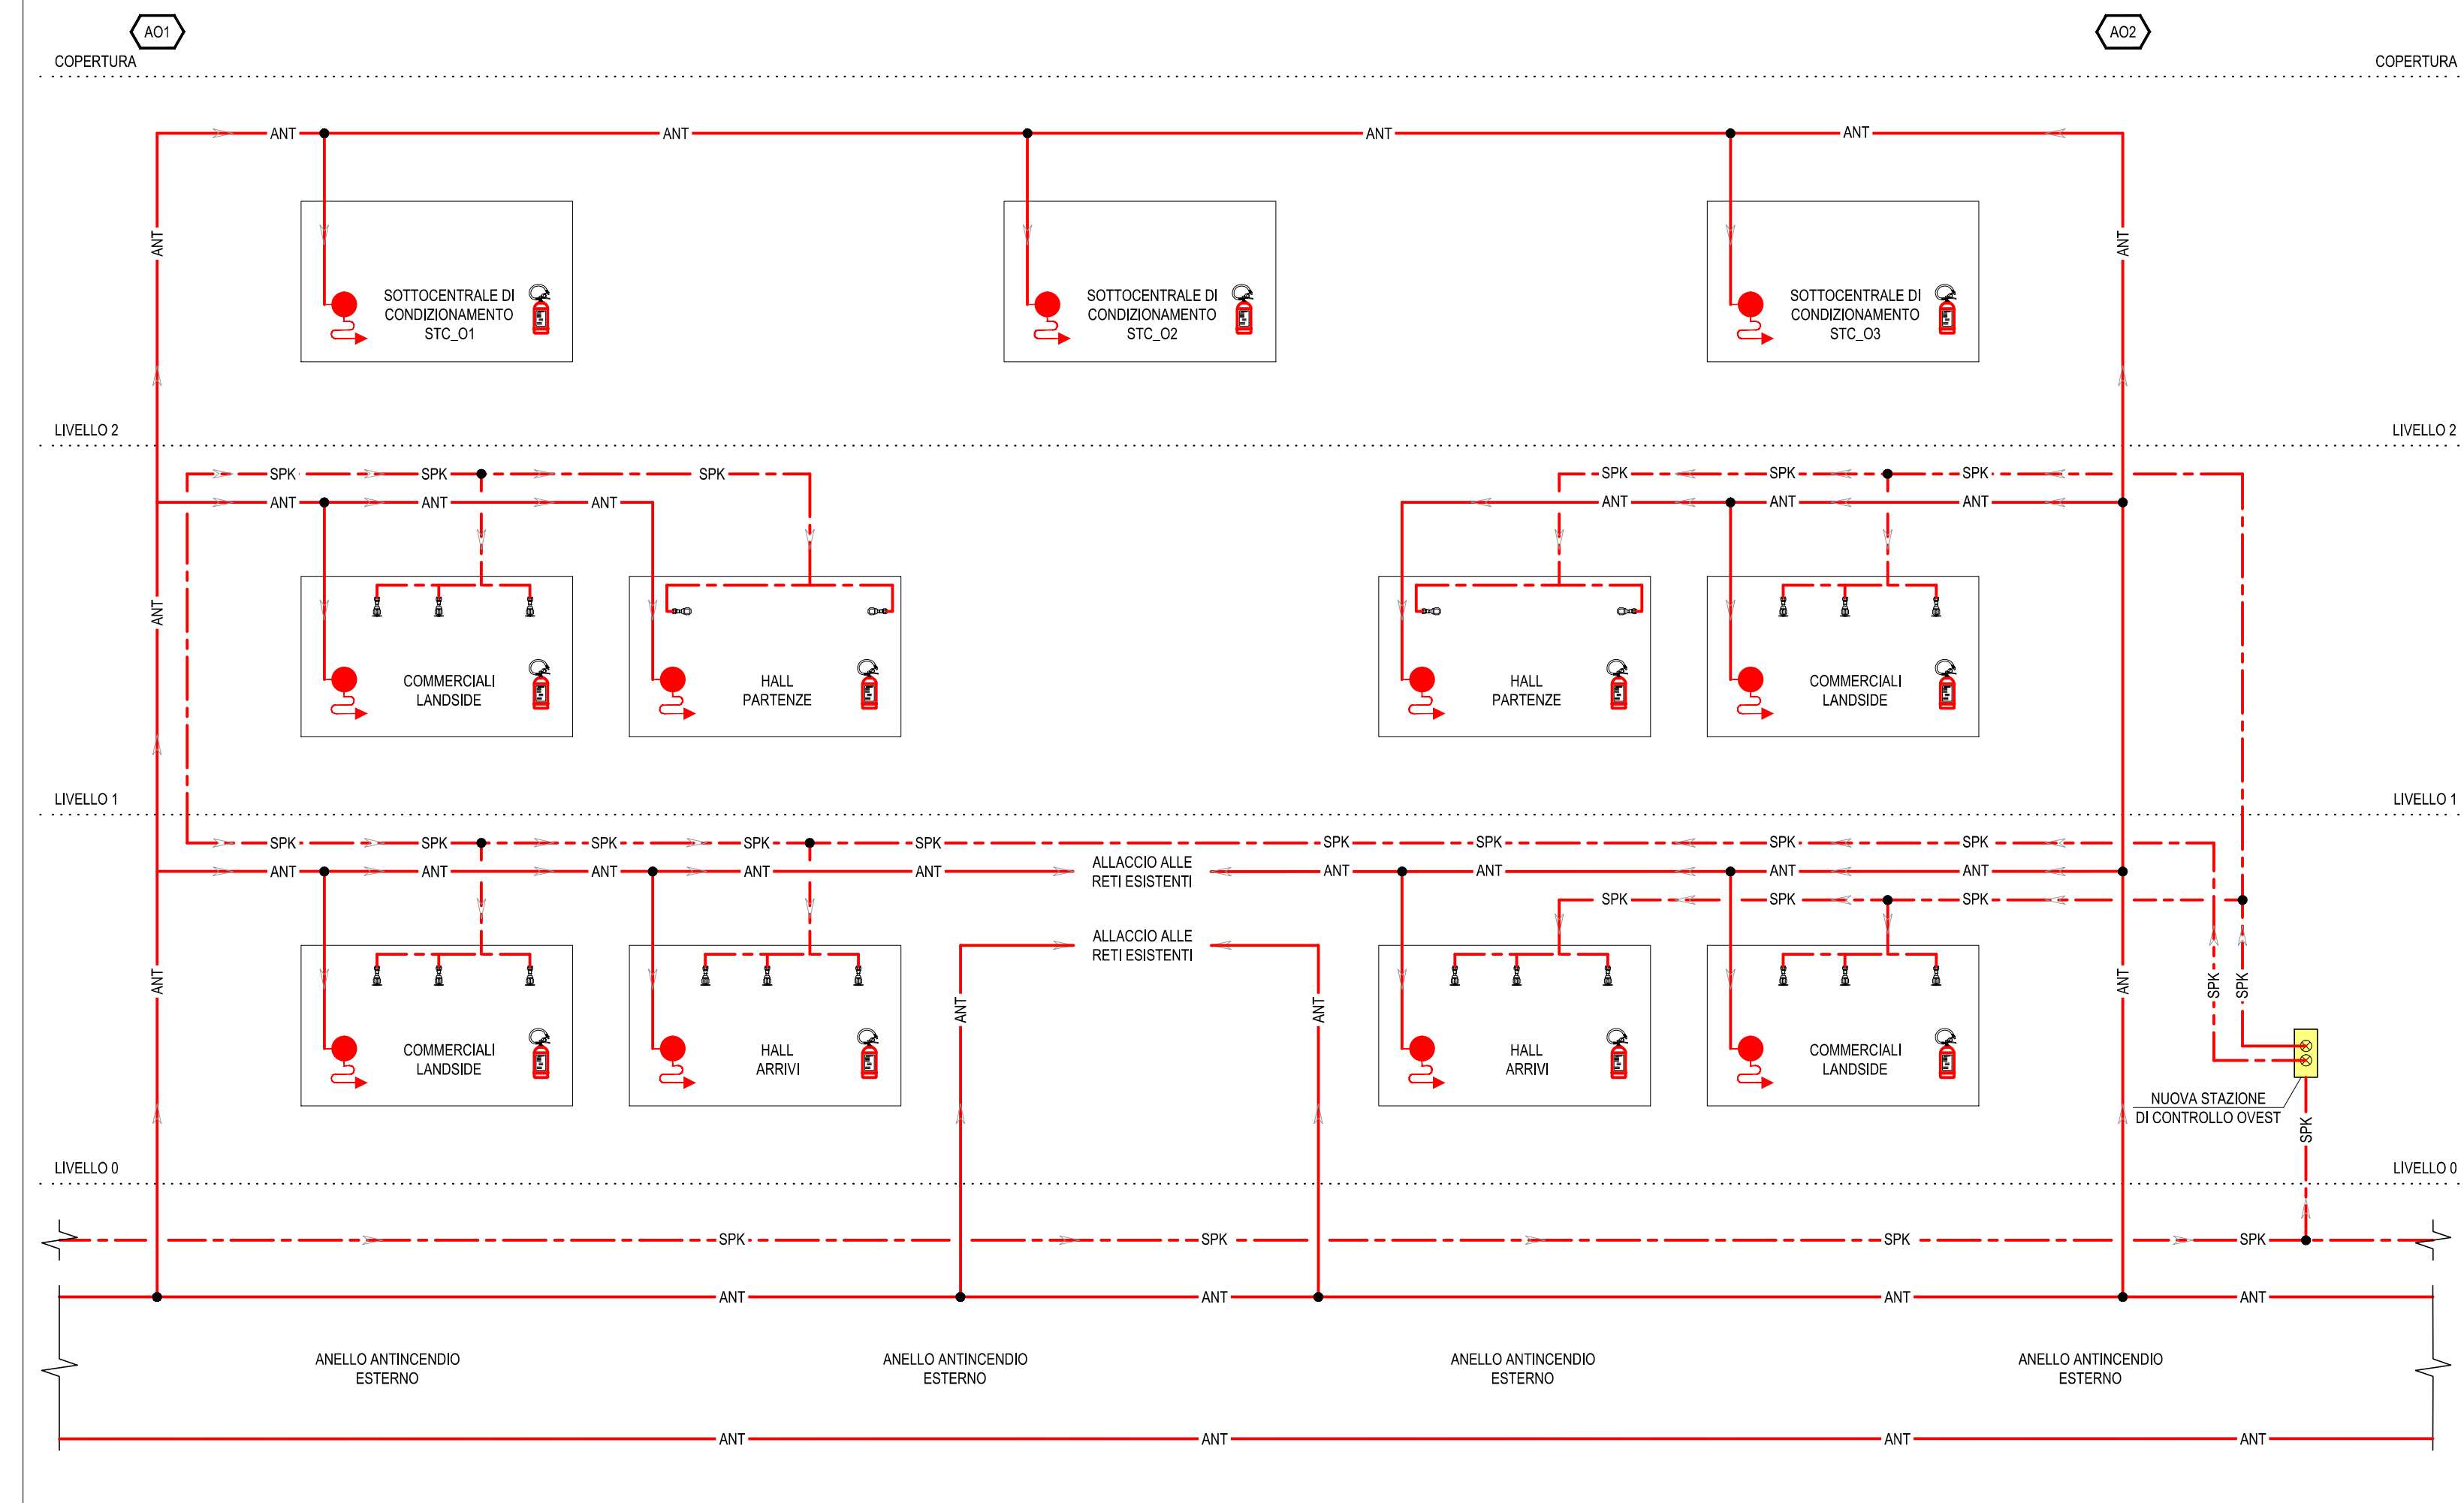 AO1
AO2
COPERTURA
COPERTURA
ANT ANT ANT ANT
ANT
ANT
SOTTOCENTRALE DI
CONDIZIONAMENTO
STC_O1
SOTTOCENTRALE DI
CONDIZIONAMENTO
STC_O2
SOTTOCENTRALE DI
CONDIZIONAMENTO
STC_O3
LIVELLO 2
LIVELLO 2
SPK SPK SPK SPK SPK SPK
ANT ANT ANT ANT ANT ANT
ANT
COMMERCIALI
LANDSIDE
HALL
PARTENZE
HALL
PARTENZE
COMMERCIALI
LANDSIDE
LIVELLO 1
LIVELLO 1
SPK SPK SPK SPK SPK SPK SPK SPK SPK
ANT ANT ANT ANT ANT
ALLACCIO ALLE
RETI ESISTENTI
ANT ANT ANT ANT
SPK SPK SPK
ALLACCIO ALLE
RETI ESISTENTI
ANT
ANT
ANT
ANT
SPK
SPK
COMMERCIALI
LANDSIDE
HALL
ARRIVI
HALL
ARRIVI
COMMERCIALI
LANDSIDE
NUOVA STAZIONE
DI CONTROLLO OVEST
SPK
LIVELLO 0
LIVELLO 0
SPK SPK SPK SPK
ANT ANT ANT ANT
ANELLO ANTINCENDIO
ESTERNO
ANELLO ANTINCENDIO
ESTERNO
ANELLO ANTINCENDIO
ESTERNO
ANELLO ANTINCENDIO
ESTERNO
ANT ANT ANT ANT